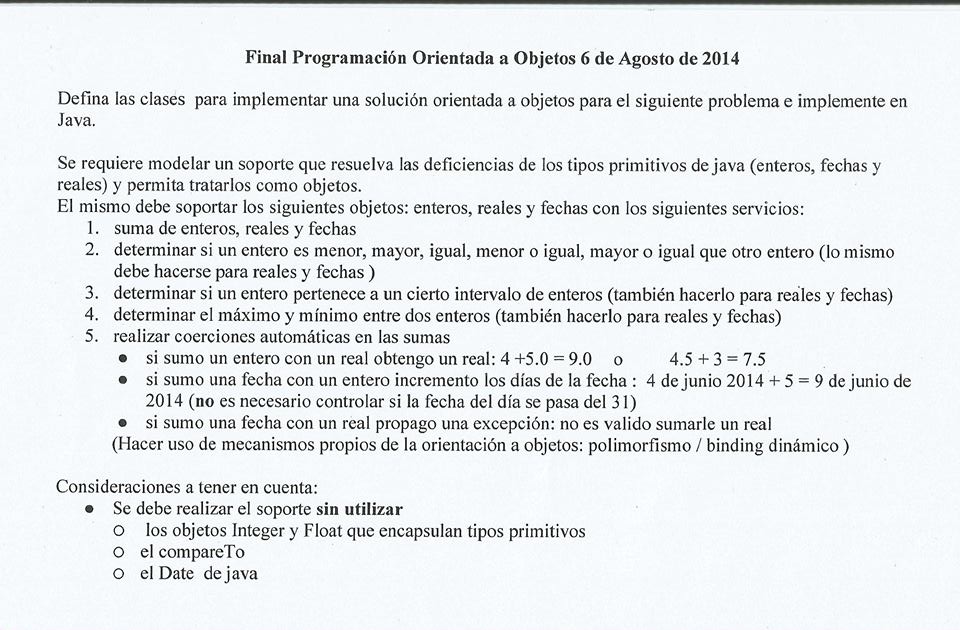 Final Programación Orientada a Objetos 6 de Agosto de 2014
Defina las clases para implementar una solución orientada a objetos para el siguiente problema e implemente en
Java.
Se requiere modelar un soporte que resuelva las deficiencias de los tipos primitivos de java (enteros, fechas y
reales) y permita tratarlos como objetos.
El mismo debe soportar los siguientes objetos: enteros, reales y fechas con los siguientes servicios:
1. suma de enteros, reales y fechas
2. determinar si un entero es menor, mayor, igual, menor o igual, mayor o igual que otro entero (lo mismo
debe hacerse para reales y fechas )
3. determinar si un entero pertenece a un cierto intervalo de enteros (también hacerlo para reales y fechas)
4. determinar el máximo y mínimo entre dos enteros (también hacerlo para reales y fechas)
5. realizar coerciones automáticas en las sumas
● si sumo un entero con un real obtengo un real: 4 +5.0 = 9.0 o 4.5 + 3 = 7.5
● si sumo una fecha con un entero incremento los días de la fecha : 4 de junio 2014 + 5 = 9 de junio de
2014 (no es necesario controlar si la fecha del día se pasa del 31)
● si sumo una fecha con un real propago una excepción: no es valido sumarle un real
(Hacer uso de mecanismos propios de la orientación a objetos: polimorfismo / binding dinámico )
Consideraciones a tener en cuenta:
● Se debe realizar el soporte sin utilizar
○ los objetos Integer y Float que encapsulan tipos primitivos
○ el compareTo
○ el Date de java